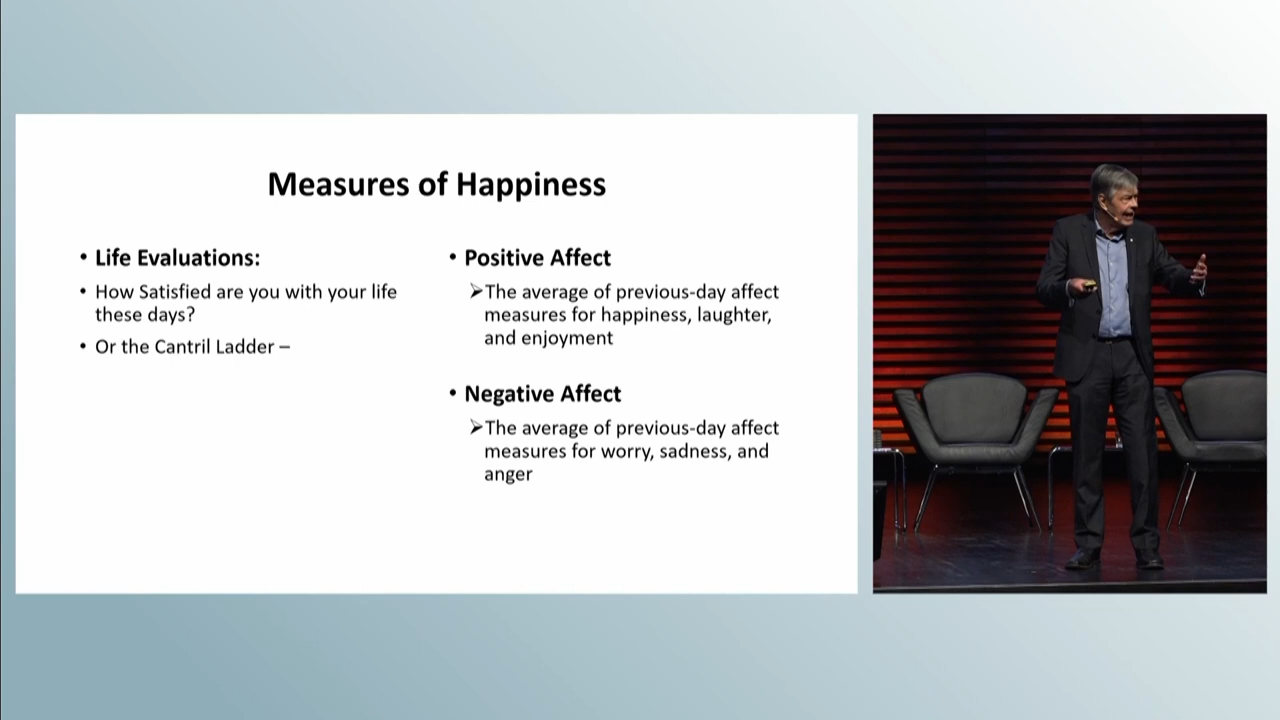 Measures of Happiness
• Life Evaluations:
• How Satisfied are you with your life
these days?
• Or the Cantril Ladder –
• Positive Affect
➢The average of previous-day affect
measures for happiness, laughter,
and enjoyment
• Negative Affect
➢The average of previous-day affect
measures for worry, sadness, and
anger